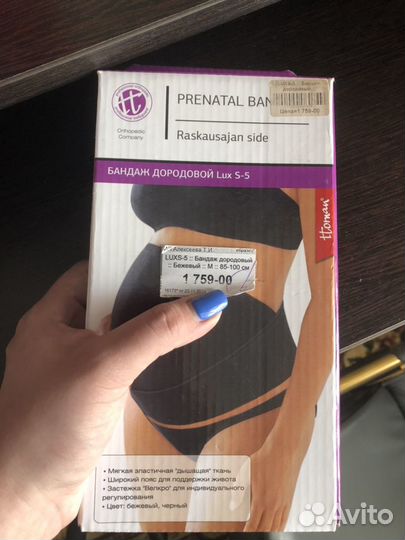 Orthopedic
Company
PRENATAL BAN
Цена:1 759-00
Raskausajan side
БАНДАЖ ДОРОДОВОЙ Lux S-5
Ttoman
Алексеева Т.И.
LUXS-5 :: Бандаж дородовый
:: Бежевый :: M :: 85-100 см
1 759-00
• Мягкая эластичная "дышащая" ткань
• Широкий пояс для поддержки живота
• Застежка "Велкро" для индивидуального
регулирования
• Цвет: бежевый, черный
Avito